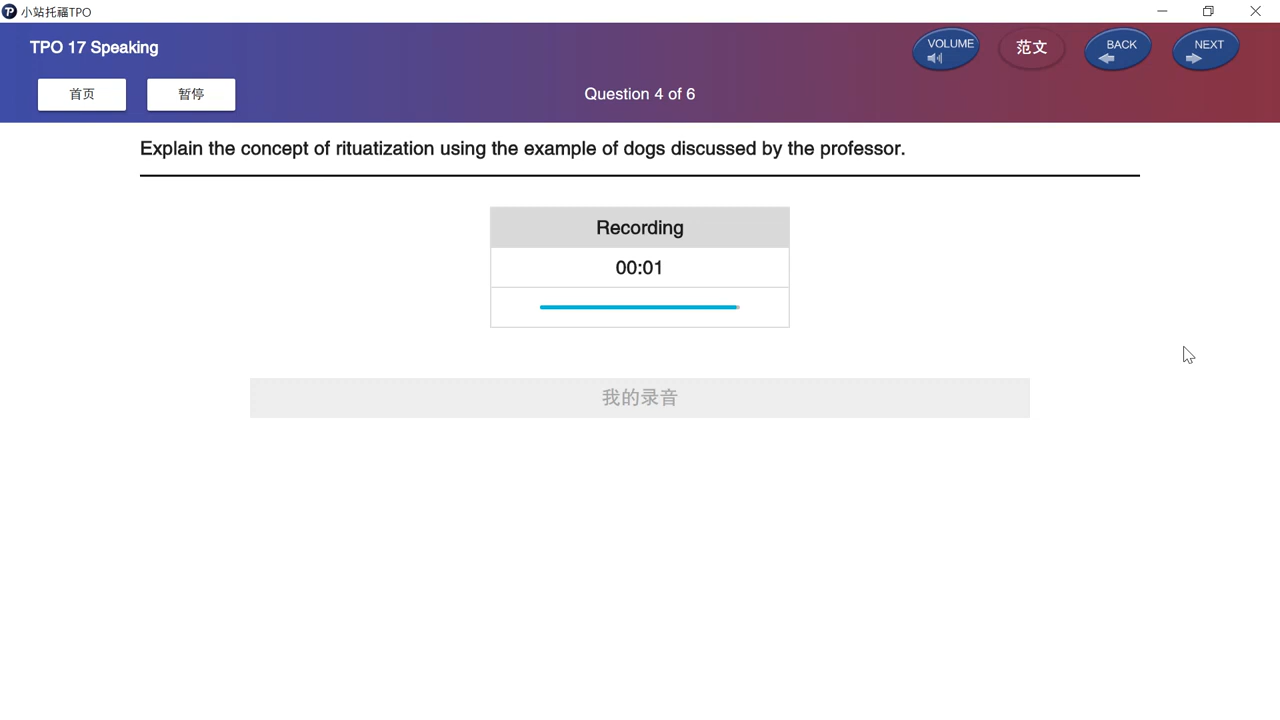 小站托福TPO
TPO 17 Speaking
VOLUME
范文
BACK
NEXT
首页
暂停
Question 4 of 6
Explain the concept of rituatization using the example of dogs discussed by the professor.
Recording
00:01
我的录音